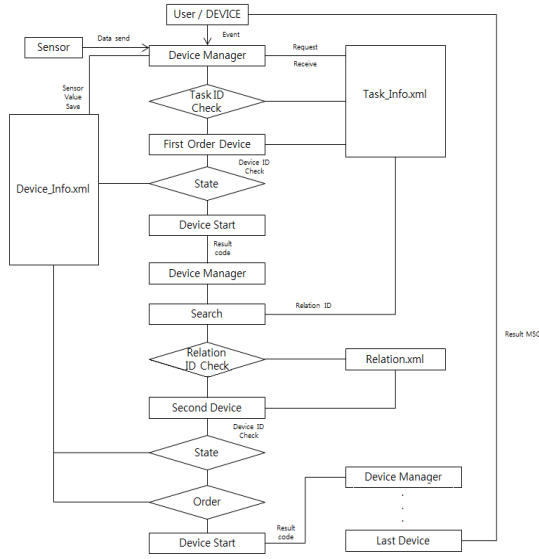 User / DEVICE
Event
Sensor
Data send
Device Manager
Request
Receive
Sensor
Value
Save
Task ID
Check
Task_Info.xml
First Order Device
Device ID
Check
Device_Info.xml
State
Device Start
Result
code
Device Manager
Search
Relation ID
Result MSG
Relation
ID Check
Relation.xml
Second Device
Device ID
Check
State
Device Manager
.
.
.
Order
Result
code
Device Start
Last Device